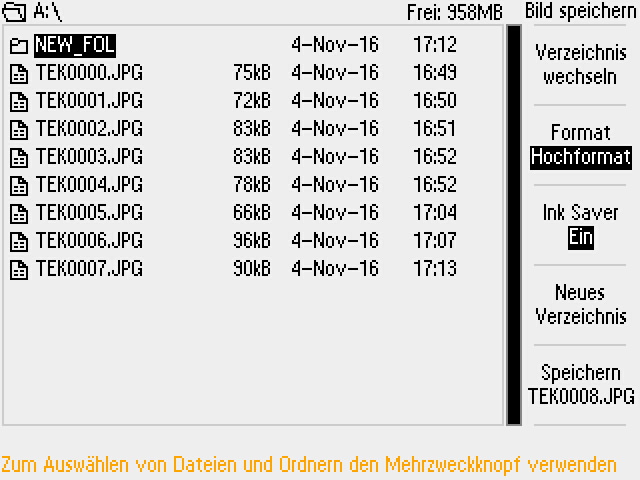 A:\ Frei: 958MB Bild speichern
NEW_FOL 4-Nov-16 17:12
TEK0000.JPG 75kB 4-Nov-16 16:49
TEK0001.JPG 72kB 4-Nov-16 16:50
TEK0002.JPG 83kB 4-Nov-16 16:51
TEK0003.JPG 83kB 4-Nov-16 16:52
TEK0004.JPG 78kB 4-Nov-16 16:52
TEK0005.JPG 66kB 4-Nov-16 17:04
TEK0006.JPG 96kB 4-Nov-16 17:07
TEK0007.JPG 90kB 4-Nov-16 17:13
Verzeichnis
wechseln
Format
Hochformat
Ink Saver
Ein
Neues
Verzeichnis
Speichern
TEK0008.JPG
Zum Auswählen von Dateien und Ordnern den Mehrzweckknopf verwenden